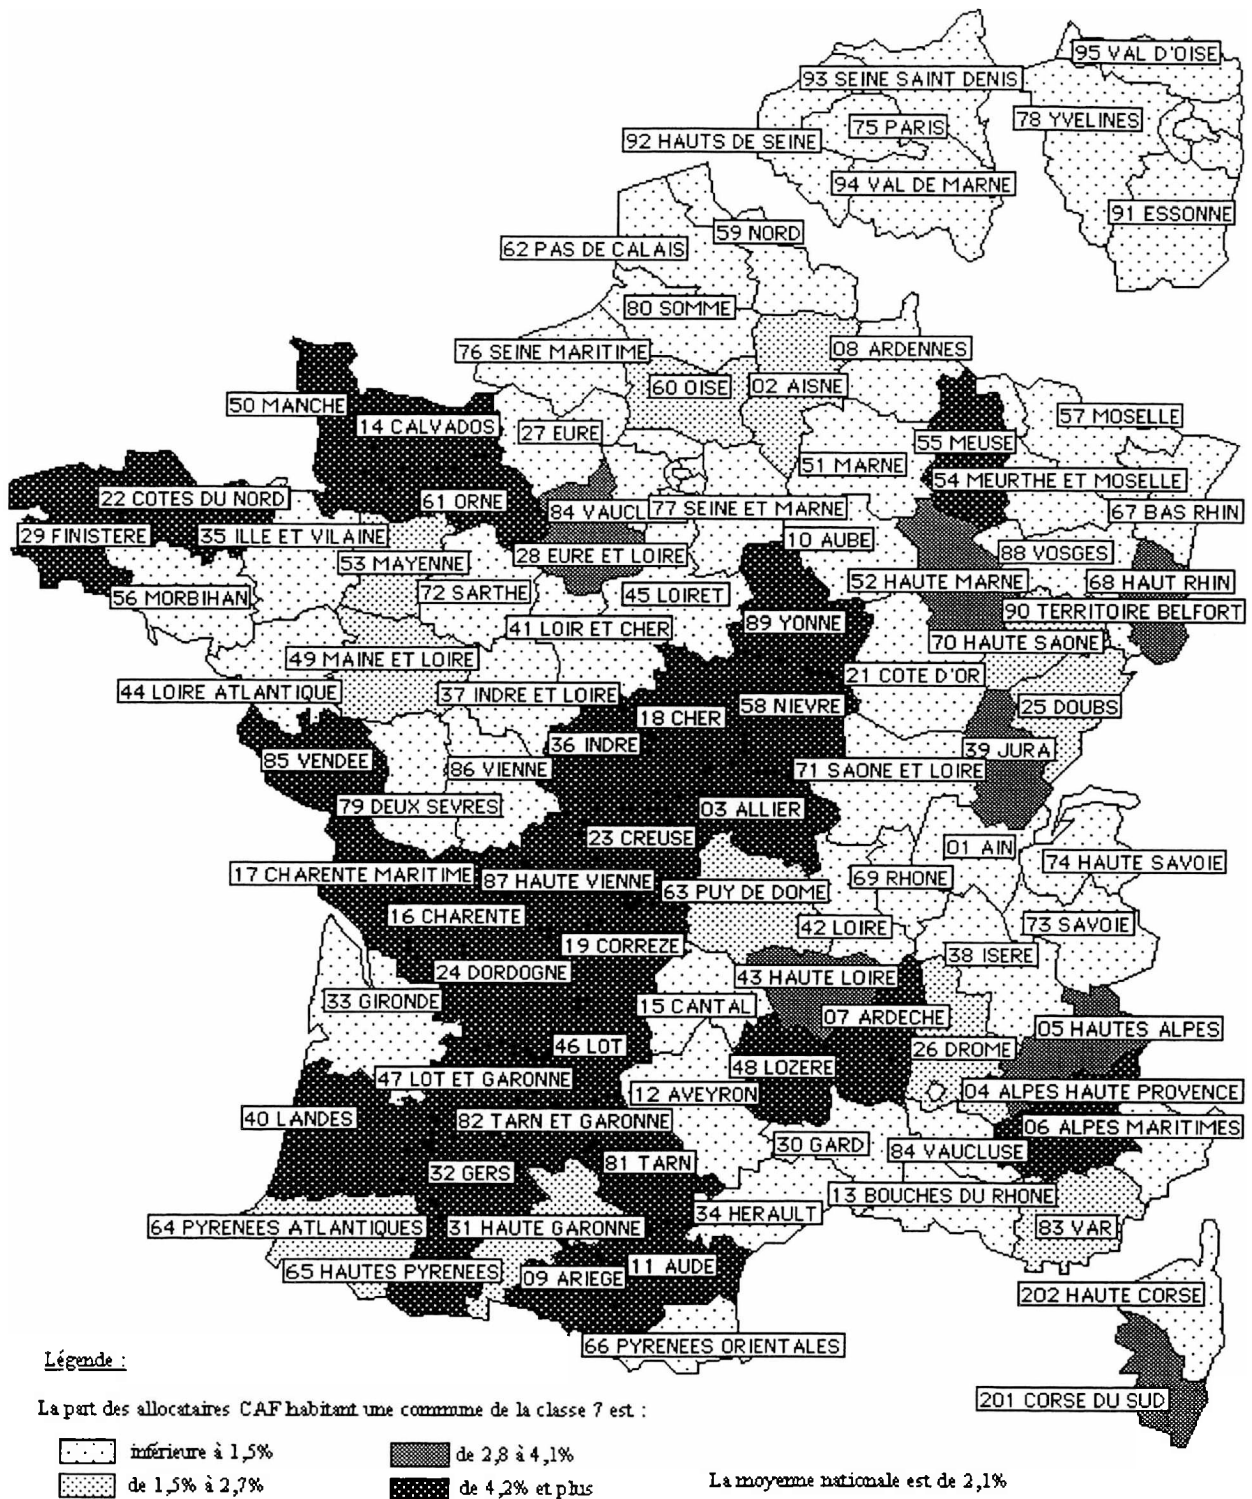 95 VAL D'OISE
93 SEINE SAINT DENIS
78 YVELINES
75 PARIS
92 HAUTS DE SEINE
94 VAL DE MARNE
91 ESSONNE
59 NORD
62 PAS DE CALAIS
80 SOMME
76 SEINE MARITIME
08 ARDENNES
60 OISE
02 AISNE
50 MANCHE
14 CALVADOS
57 MOSELLE
27 EURE
55 MEUSE
51 MARNE
54 MEURTHE ET MOSELLE
22 COTES DU NORD
61 ORNE
84 VAUCL
77 SEINE ET MARNE
67 BAS RHIN
29 FINISTERE
35 ILLE ET VILAINE
10 AUBE
28 EURE ET LOIRE
88 VOSGES
53 MAYENNE
52 HAUTE MARNE
68 HAUT RHIN
56 MORBIHAN
72 SARTHE
45 LOIRET
90 TERRITOIRE BELFORT
89 YONNE
41 LOIR ET CHER
70 HAUTE SAONE
49 MAINE ET LOIRE
21 COTE D'OR
44 LOIRE ATLANTIQUE
37 INDRE ET LOIRE
58 NIEVRE
25 DOUBS
18 CHER
36 INDRE
39 JURA
85 VENDEE
86 VIENNE
71 SAONE ET LOIRE
79 DEUX SEVRES
03 ALLIER
23 CREUSE
01 AIN
74 HAUTE SAVOIE
17 CHARENTE MARITIME
87 HAUTE VIENNE
69 RHONE
63 PUY DE DOME
16 CHARENTE
42 LOIRE
73 SAVOIE
19 CORREZE
38 ISERE
24 DORDOGNE
43 HAUTE LOIRE
33 GIRONDE
15 CANTAL
07 ARDECHE
05 HAUTES ALPES
46 LOT
26 DROME
48 LOZERE
47 LOT ET GARONNE
12 AVEYRON
04 ALPES HAUTE PROVENCE
40 LANDES
82 TARN ET GARONNE
06 ALPES MARITIMES
30 GARD
84 VAUCLUSE
81 TARN
32 GERS
13 BOUCHES DU RHONE
34 HERAULT
64 PYRENEES ATLANTIQUES
31 HAUTE GARONNE
83 VAR
65 HAUTES PYRENEES
11 AUDE
09 ARIEGE
202 HAUTE CORSE
66 PYRENEES ORIENTALES
201 CORSE DU SUD
Légende :
La part des allocataires CAF habitant une commune de la classe 7 est :
inférieure à 1,5%
de 2,8 à 4,1%
de 1,5% à 2,7%
de 4,2% et plus
La moyenne nationale est de 2,1%